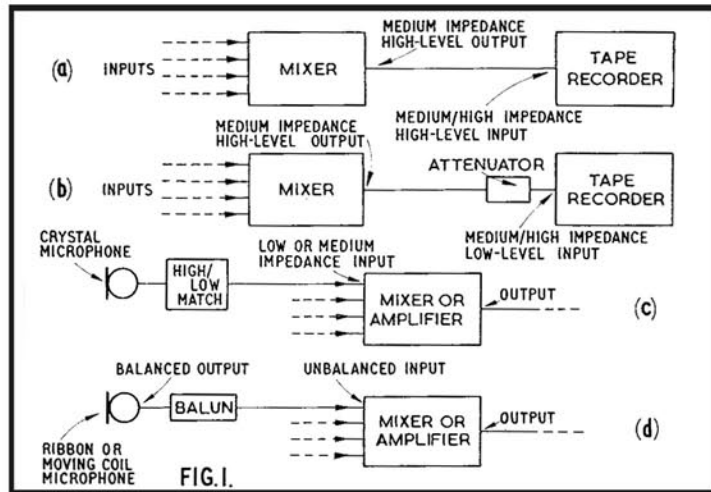 (a)
INPUTS
MIXER
MEDIUM IMPEDANCE
HIGH-LEVEL OUTPUT
TAPE
RECORDER
MEDIUM/HIGH IMPEDANCE
HIGH-LEVEL INPUT
(b)
INPUTS
MIXER
MEDIUM IMPEDANCE
HIGH-LEVEL OUTPUT
ATTENUATOR
TAPE
RECORDER
MEDIUM/HIGH IMPEDANCE
LOW-LEVEL INPUT
CRYSTAL
MICROPHONE
HIGH/
LOW
MATCH
LOW OR MEDIUM
IMPEDANCE INPUT
MIXER OR
AMPLIFIER
OUTPUT
(c)
BALANCED OUTPUT
BALUN
UNBALANCED INPUT
MIXER OR
AMPLIFIER
OUTPUT
(d)
RIBBON OR
MOVING COIL
MICROPHONE
FIG.I.